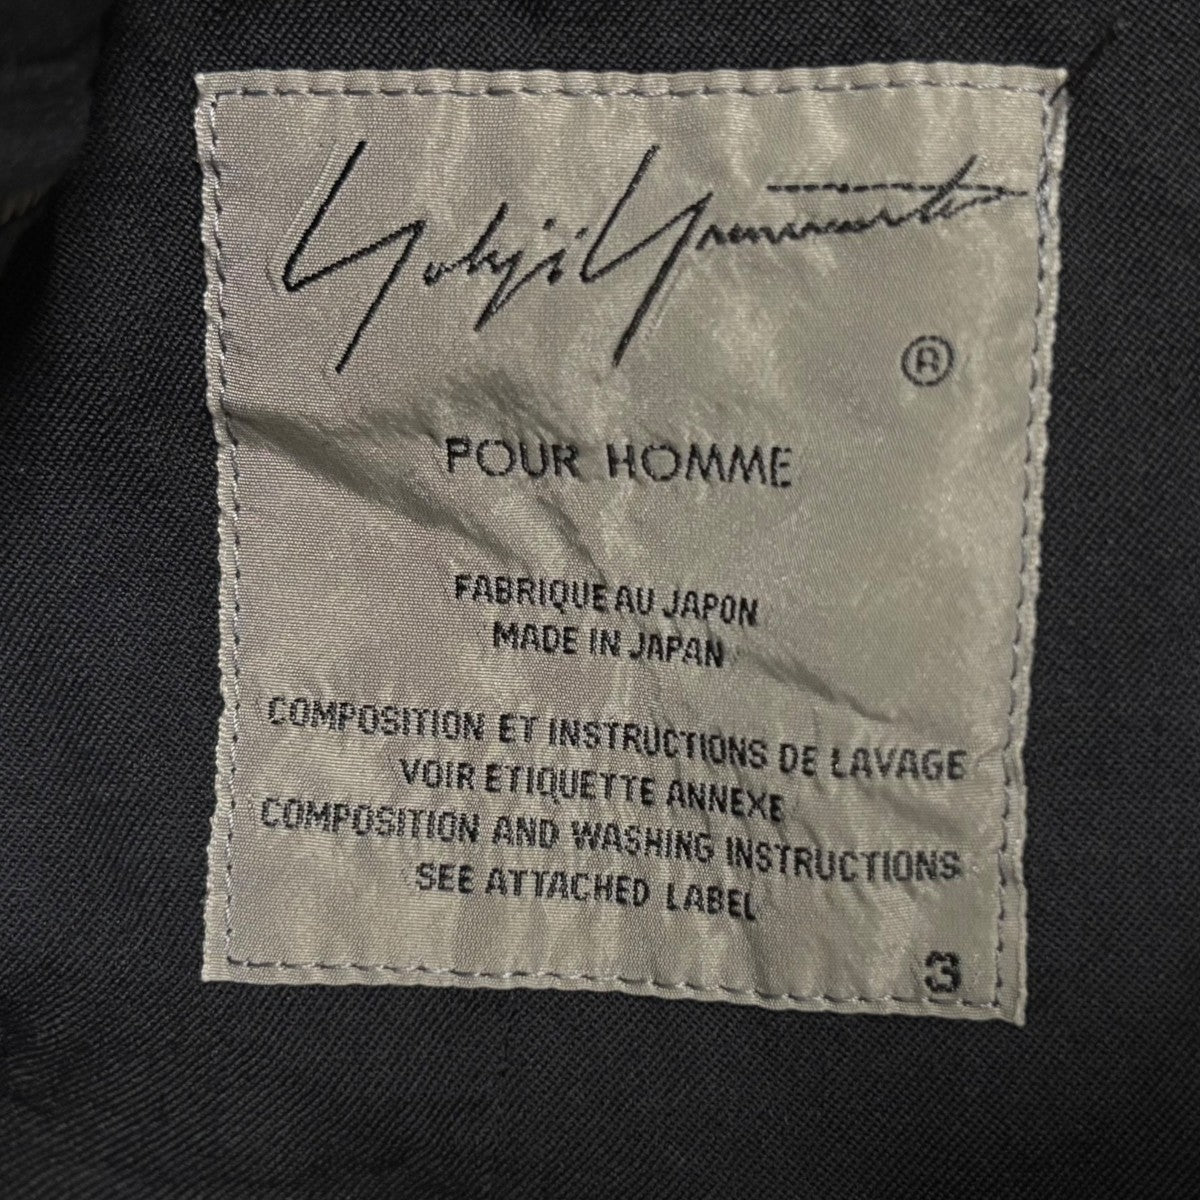 Yohji Yamamoto
®
POUR HOMME
FABRIQUE AU JAPON
MADE IN JAPAN
COMPOSITION ET INSTRUCTIONS DE LAVAGE
VOIR ETIQUETTE ANNEXE
COMPOSITION AND WASHING INSTRUCTIONS
SEE ATTACHED LABEL
3